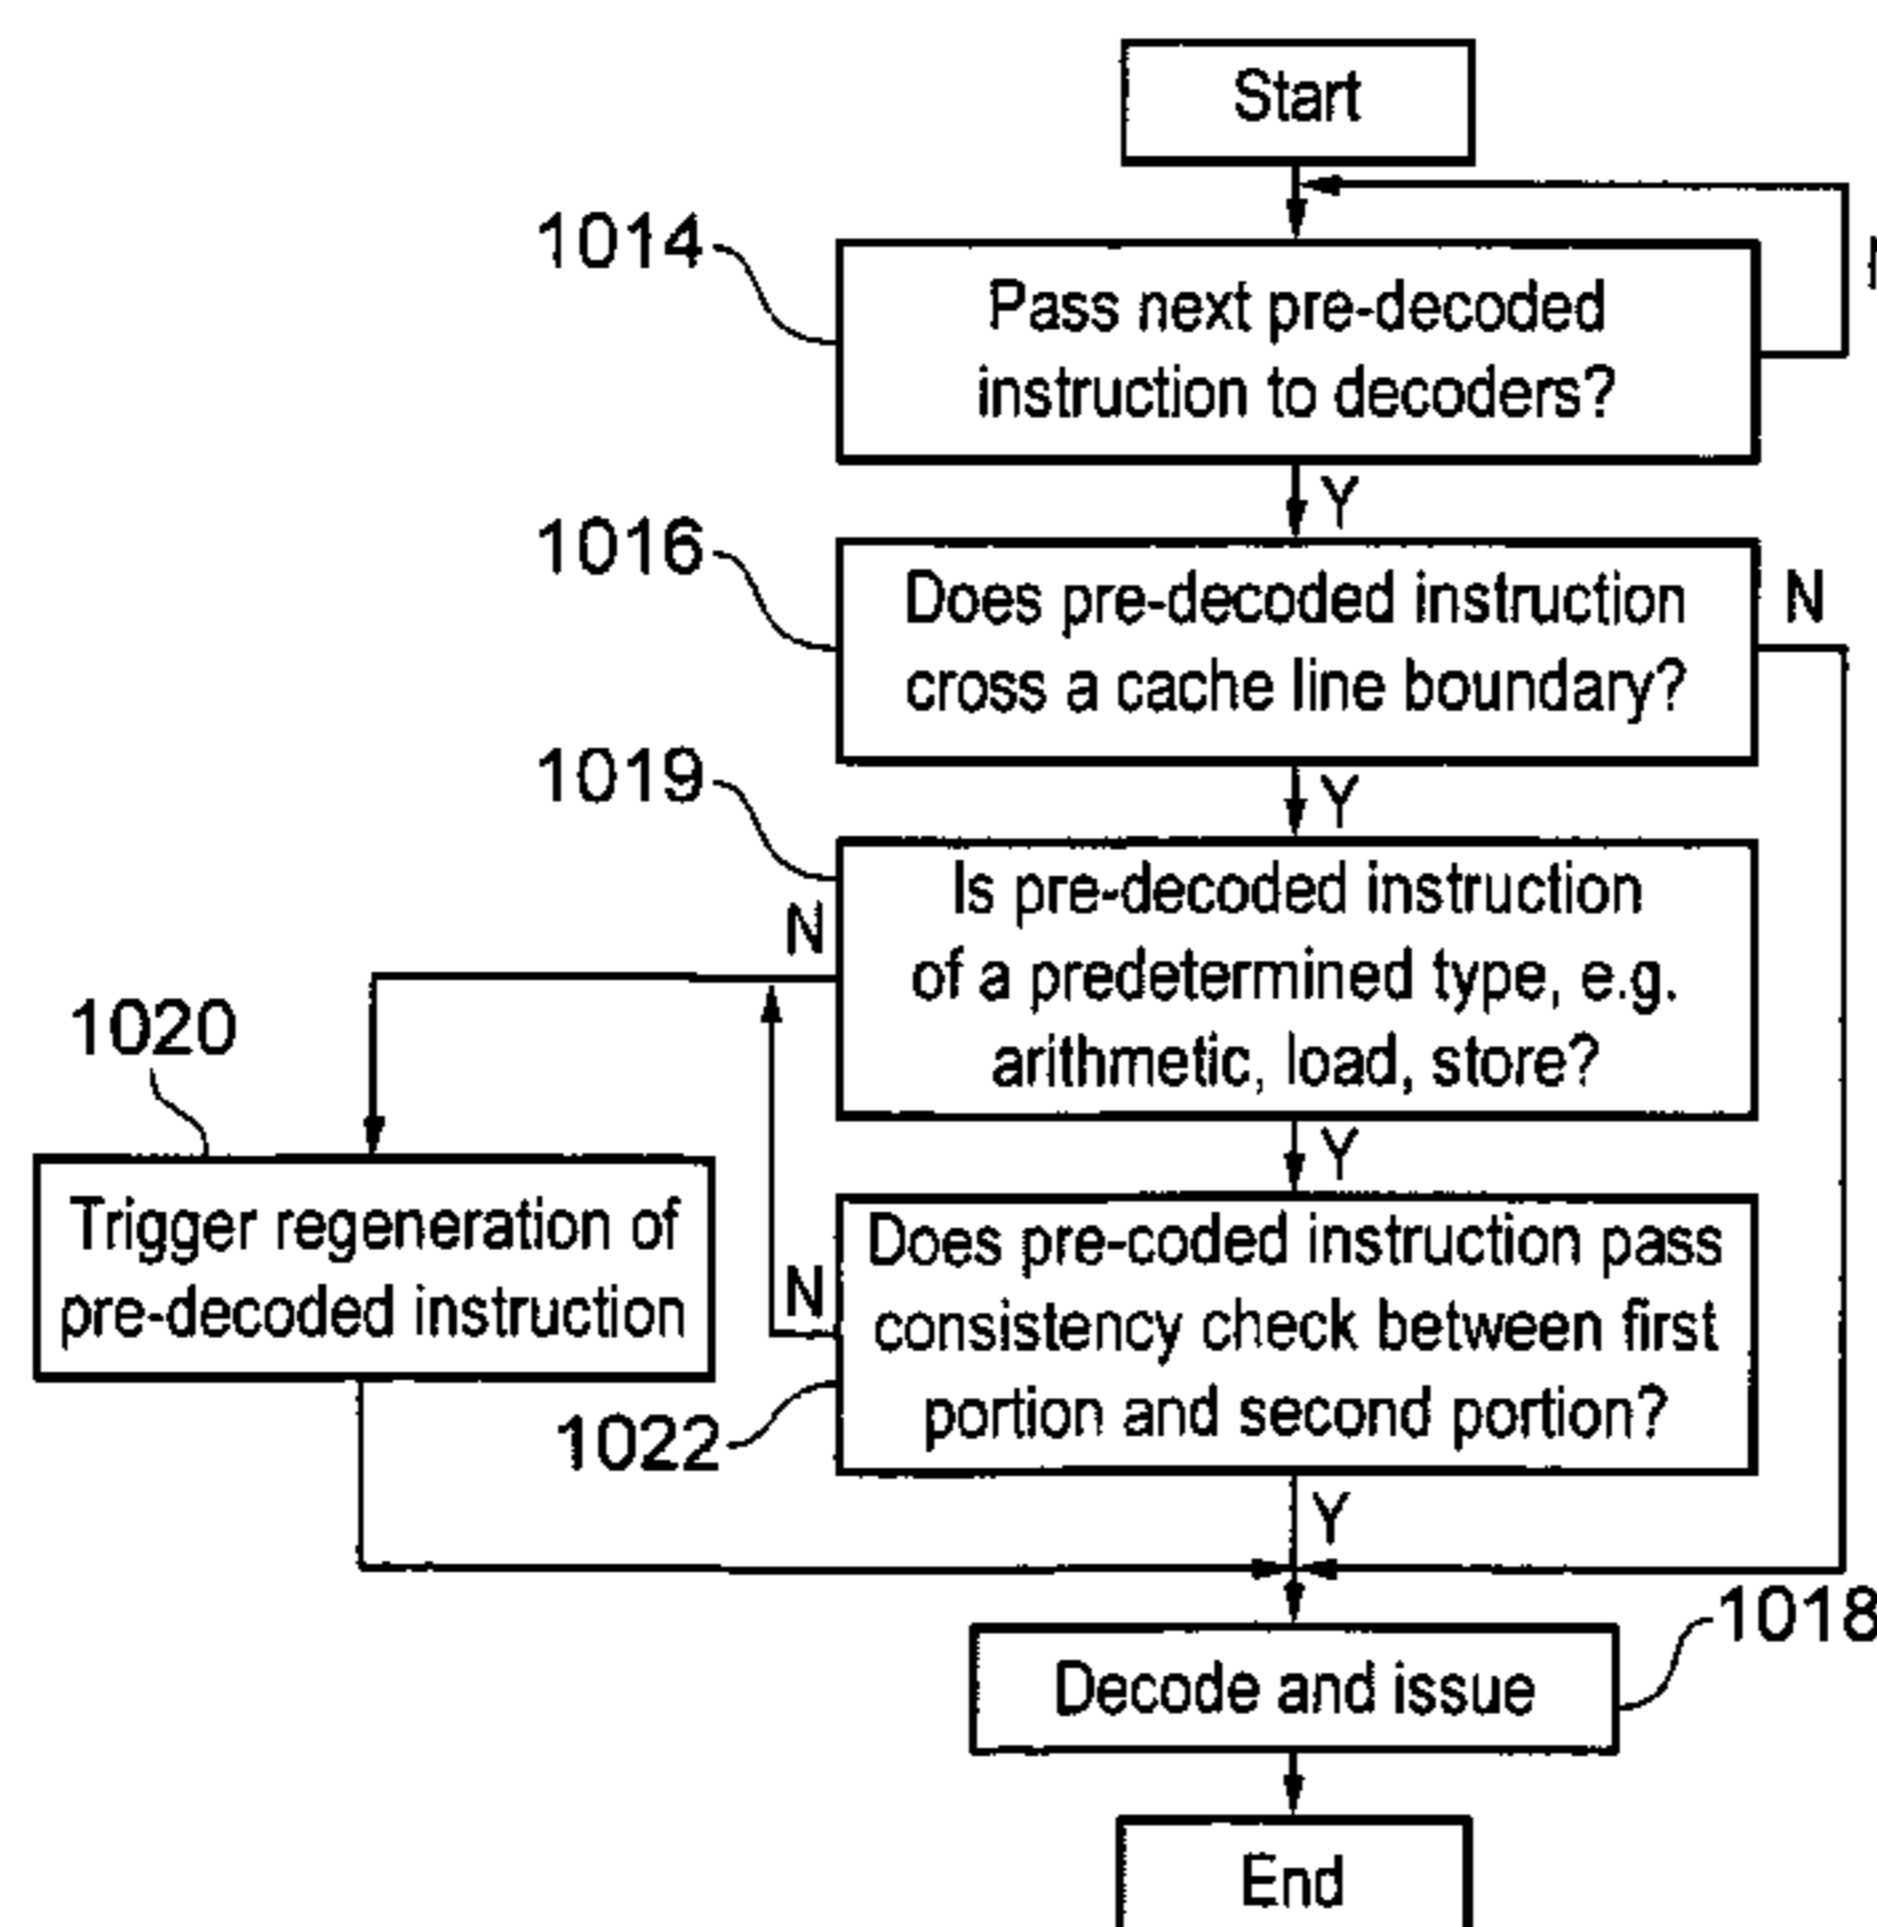 Start
1014
Pass next pre-decoded
instruction to decoders?
Y
1016
Does pre-decoded instruction
cross a cache line boundary?
N
Y
1019
Is pre-decoded instruction
of a predetermined type, e.g.
arithmetic, load, store?
N
Y
1020
Trigger regeneration of
pre-decoded instruction
Does pre-coded instruction pass
consistency check between first
portion and second portion?
N
1022
Y
1018
Decode and issue
End